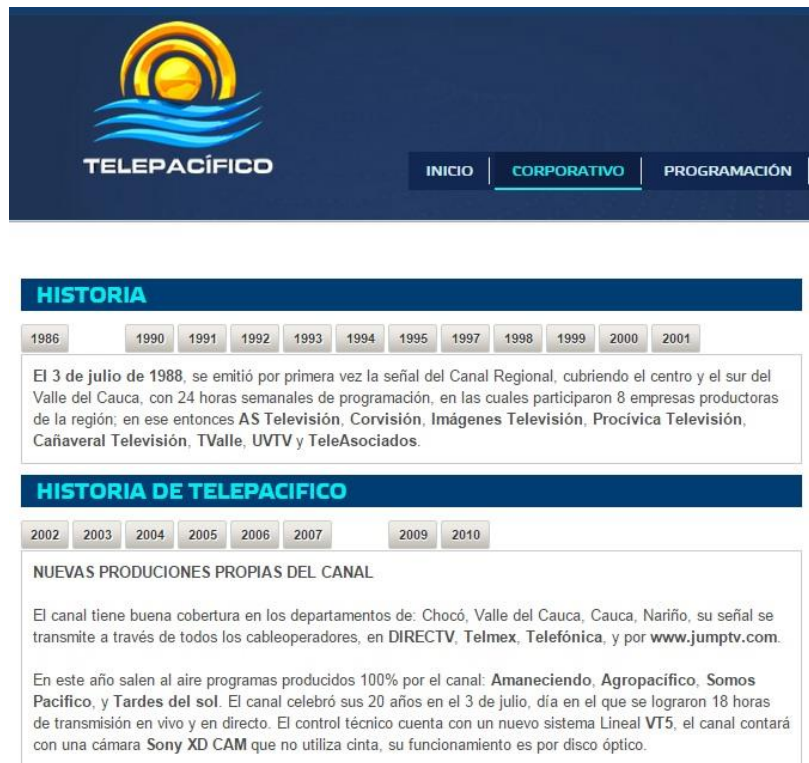 TELEPACÍFICO
INICIO CORPORATIVO PROGRAMACIÓN
HISTORIA
1986 1990 1991 1992 1993 1994 1995 1997 1998 1999 2000 2001
El 3 de julio de 1988, se emitió por primera vez la señal del Canal Regional, cubriendo el centro y el sur del
Valle del Cauca, con 24 horas semanales de programación, en las cuales participaron 8 empresas productoras
de la región; en ese entonces AS Televisión, Corvisión, Imágenes Televisión, Procívica Televisión,
Cañaveral Televisión, TValle, UVTV y TeleAsociados.
HISTORIA DE TELEPACIFICO
2002 2003 2004 2005 2006 2007 2009 2010
NUEVAS PRODUCIONES PROPIAS DEL CANAL
El canal tiene buena cobertura en los departamentos de: Chocó, Valle del Cauca, Cauca, Nariño, su señal se
transmite a través de todos los cableoperadores, en DIRECTV, Telmex, Telefónica, y por www.jumptv.com.
En este año salen al aire programas producidos 100% por el canal: Amaneciendo, Agropacífico, Somos
Pacifico, y Tardes del sol. El canal celebró sus 20 años en el 3 de julio, día en el que se lograron 18 horas
de transmisión en vivo y en directo. El control técnico cuenta con un nuevo sistema Lineal VT5, el canal contará
con una cámara Sony XD CAM que no utiliza cinta, su funcionamiento es por disco óptico.